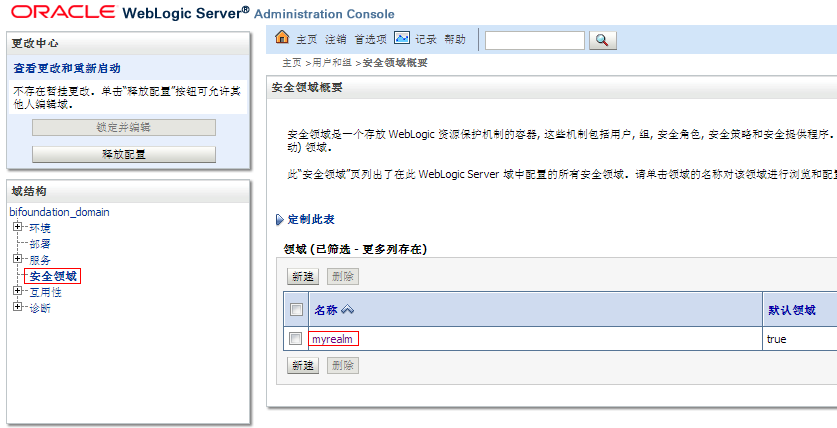 ORACLE WebLogic Server® Administration Console
更改中心
查看更改和重新启动
不存在暂挂更改. 单击“释放配置”按钮可允许其
他人编辑域.
锁定并编辑
释放配置
域结构
bifoundation_domain
环境
部署
服务
安全领域
互用性
诊断
主页 注销 首选项 记录 帮助
主页 >用户和组 >安全领域概要
安全领域概要
安全领域是一个存放 WebLogic 资源保护机制的容器, 这些机制包括用户, 组, 安全角色, 安全策略和安全提供程序.
动) 领域.
此“安全领域”页列出了在此 WebLogic Server 域中配置的所有安全领域. 请单击领域的名称对该领域进行浏览和配置
定制此表
领域 (已筛选 - 更多列存在)
新建 删除
名称 默认领域
myrealm true
新建 删除